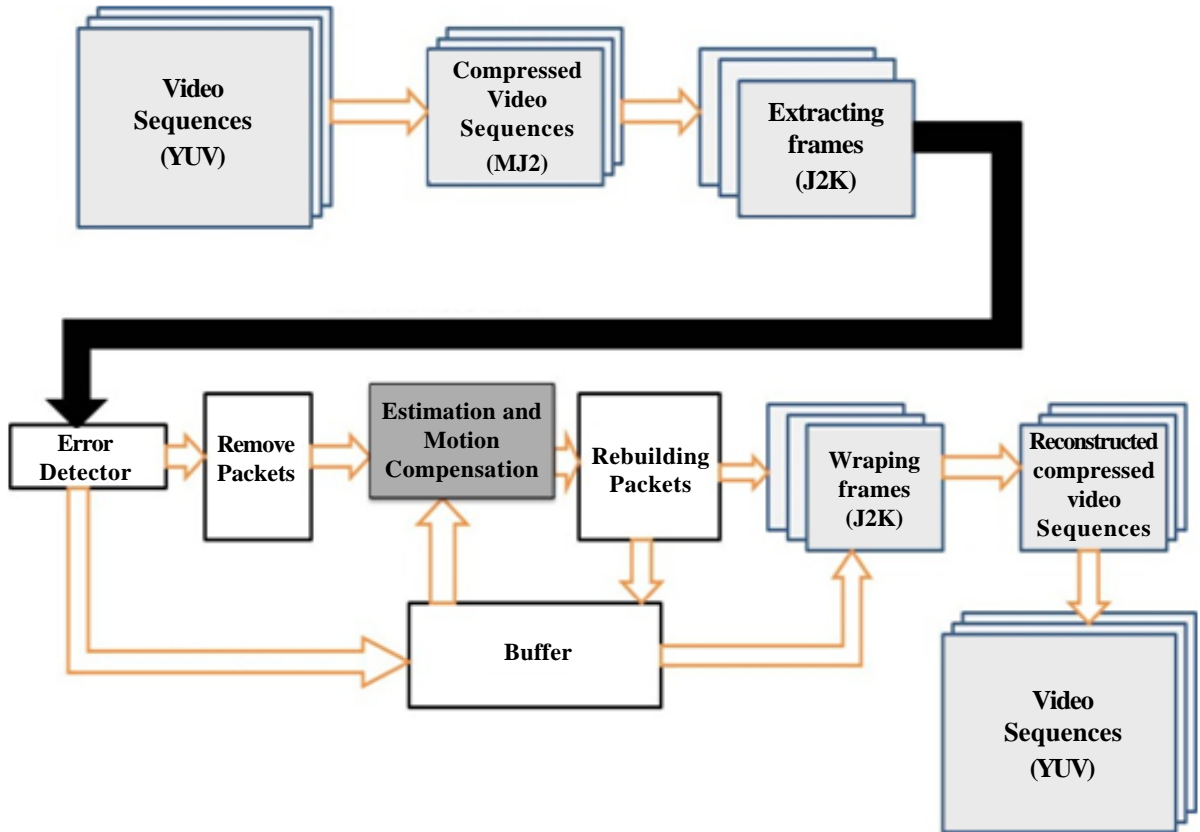 Video
Sequences
(YUV)
Compressed
Video
Sequences
(MJ2)
Extracting
frames
(J2K)
Error
Detector
Remove
Packets
Estimation and
Motion
Compensation
Rebuilding
Packets
Wraping
frames
(J2K)
Reconstructed
compressed
video
Sequences
Buffer
Video
Sequences
(YUV)